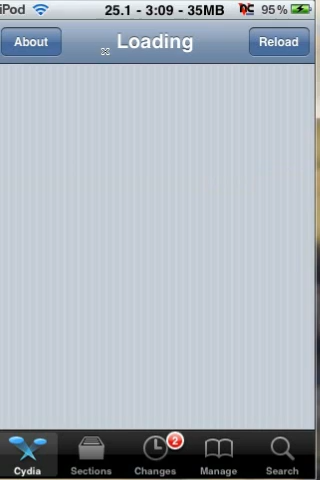 iPod 25.1 - 3:09 - 35MB 95%
About Loading Reload
2
Cydia Sections Changes Manage Search